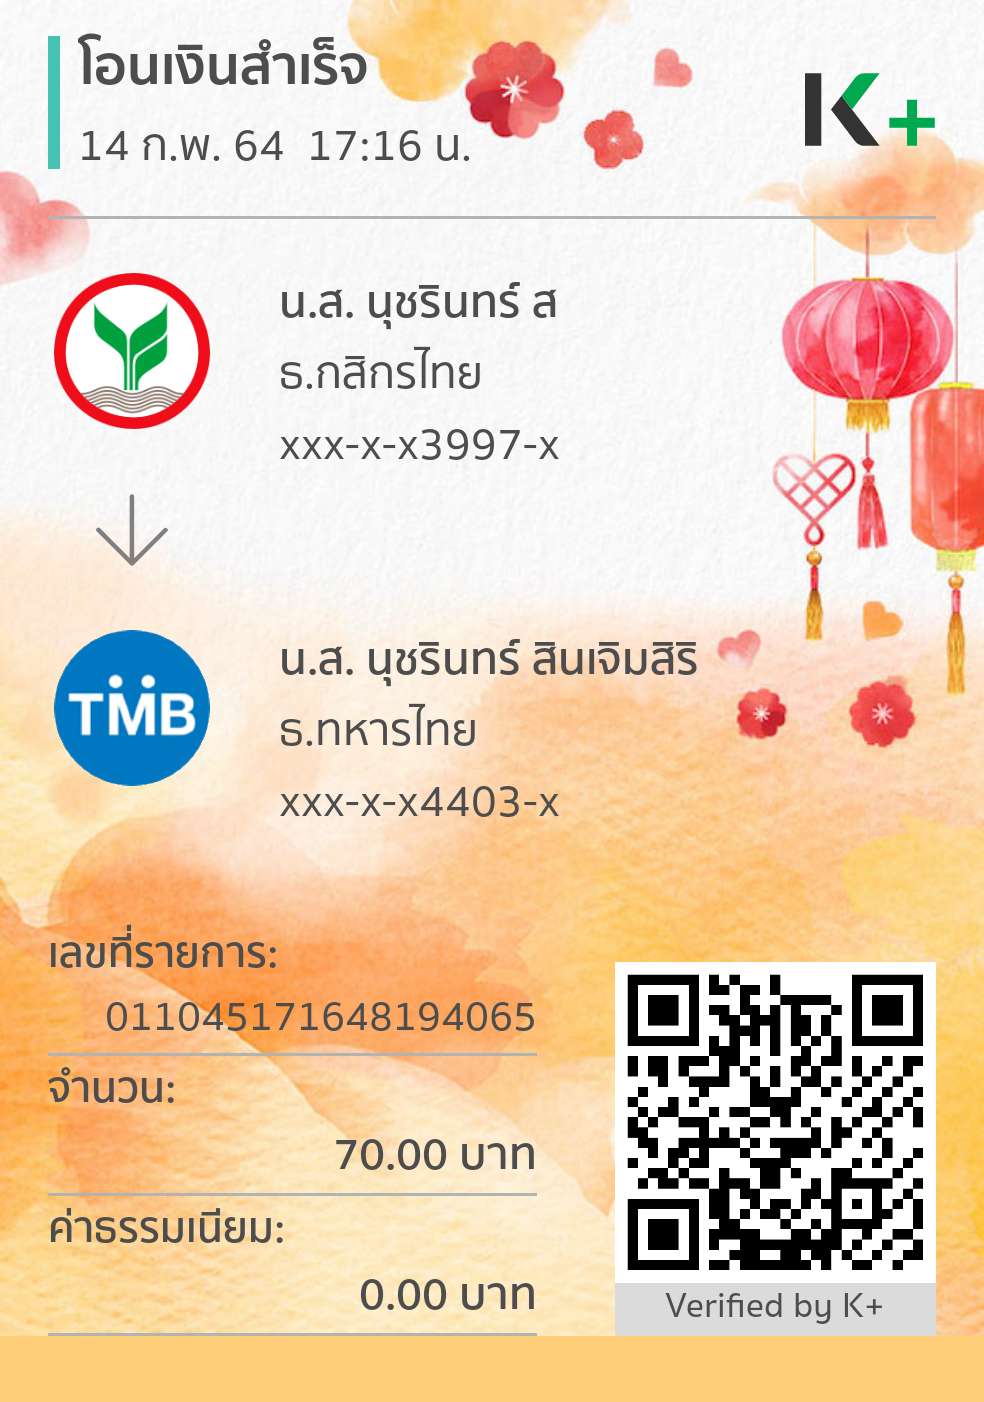 โอนเงินสำเร็จ
14 ก.พ. 64  17:16 น.
K+
น.ส. นุชรินทร์ ส
ธ.กสิกรไทย
xxx-x-x3997-x
TMB
น.ส. นุชรินทร์ สินเจิมสิริ
ธ.ทหารไทย
xxx-x-x4403-x
เลขที่รายการ:
011045171648194065
จำนวน:
70.00 บาท
ค่าธรรมเนียม:
0.00 บาท
Verified by K+